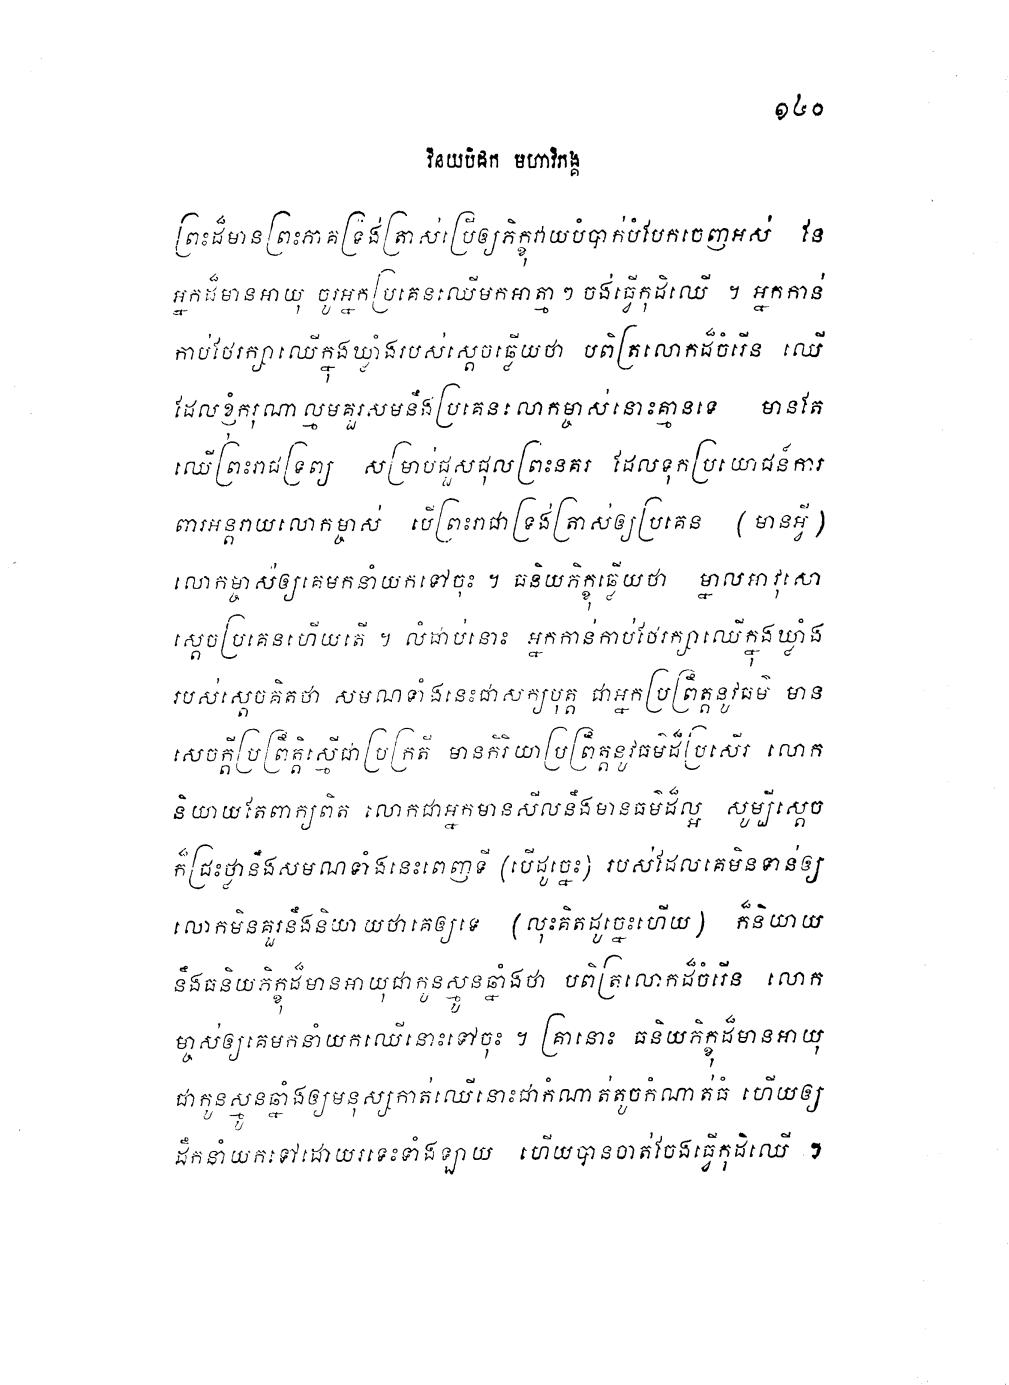 ១៤០
វិនយបិដក មហាវិភង្គ
ព្រះដ៏មានព្រះភាគទ្រង់ត្រាស់ប្រើឲ្យភិក្ខុវាយបំបាក់បំបែកចេញអស់ នែ
អ្នកដ៏មានអាយុ ចូរអ្នកប្រគេនឈើមកអាត្មា ៗ ចង់ធ្វើកុដិឈើ ។ អ្នកកាន់
កាប់ថែរក្សាឈើក្នុងឃ្លាំងរបស់ស្តេចឆ្លើយថា បពិត្រលោកដ៏ចំរើន ឈើ
ដែលខ្ញុំករុណាល្មមគួរសមនឹងប្រគេនលោកម្ចាស់នោះគ្មានទេ មានតែ
ឈើព្រះរាជទ្រព្យ សម្រាប់ជួសជុលព្រះនគរ ដែលទុកប្រយោជន៍ការ
ពារអន្តរាយលោកម្ចាស់ បើព្រះរាជាទ្រង់ត្រាស់ឲ្យប្រគេន (មានអ្វី)
លោកម្ចាស់ឲ្យគេមកនាំយកទៅចុះ ។ ធនិយភិក្ខុឆ្លើយថា ម្នាលអាវុសោ
ស្តេចប្រគេនហើយតើ ។ លំដាប់នោះ អ្នកកាន់កាប់ថែរក្សាឈើក្នុងឃ្លាំង
របស់ស្តេចគិតថា សមណទាំងនេះជាសក្យបុត្ត ជាអ្នកប្រព្រឹត្តនូវធម៌ មាន
សេចក្តីប្រព្រឹត្តិស្មើជាប្រក្រតី មានកិរិយាប្រព្រឹត្តនូវធម៌ដ៏ប្រសើរ លោក
និយាយតែពាក្យពិត លោកជាអ្នកមានសីលនឹងមានធម៌ដ៏ល្អ សូម្បីស្តេច
ក៏ជ្រះថ្លានឹងសមណទាំងនេះពេញទី (បើដូច្នេះ) របស់ដែលគេមិនទាន់ឲ្យ
លោកមិនគួរនឹងនិយាយថាគេឲ្យទេ (លុះគិតដូច្នេះហើយ) ក៏និយាយ
នឹងធនិយភិក្ខុដ៏មានអាយុជាកូនស្មូនឆ្នាំងថា បពិត្រលោកដ៏ចំរើន លោក
ម្ចាស់ឲ្យគេមកនាំយកឈើនោះទៅចុះ ។ គ្រានោះ ធនិយភិក្ខុដ៏មានអាយុ
ជាកូនស្មូនឆ្នាំងឲ្យមនុស្សកាត់ឈើនោះជាកំណាត់តូចកំណាត់ធំ ហើយឲ្យ
ដឹកនាំយកទៅដោយរទេះទាំងឡាយ ហើយបានចាត់ចែងធ្វើកុដិឈើ ។